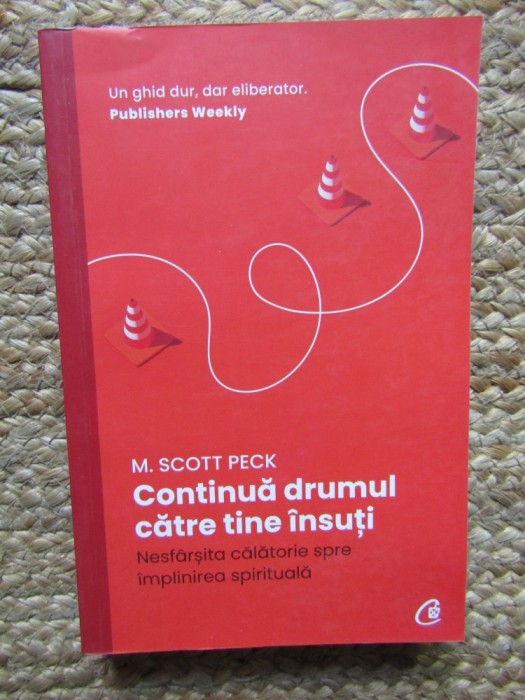 Un ghid dur, dar eliberator.
Publishers Weekly
M. SCOTT PECK
Continuă drumul
către tine însuți
Nesfârșita călătorie spre
împlinirea spirituală